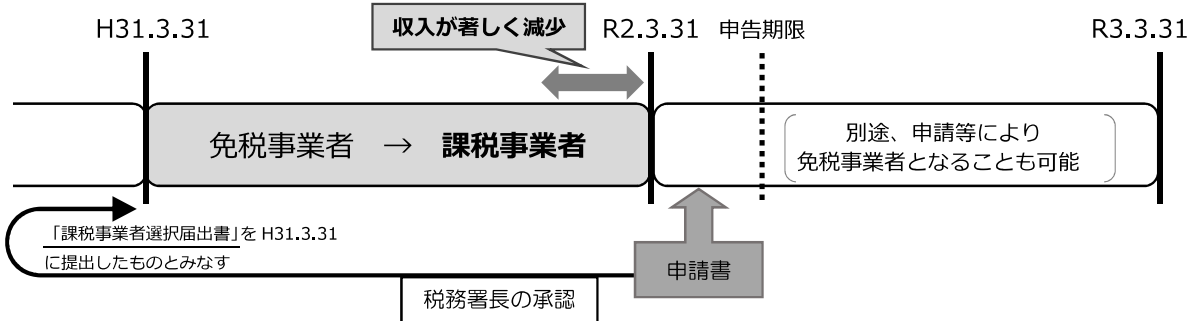 H31.3.31
収入が著しく減少
R2.3.31
申告期限
R3.3.31
免税事業者 → 課税事業者
別途、申請等により
免税事業者となることも可能
「課税事業者選択届出書」を H31.3.31
に提出したものとみなす
申請書
税務署長の承認